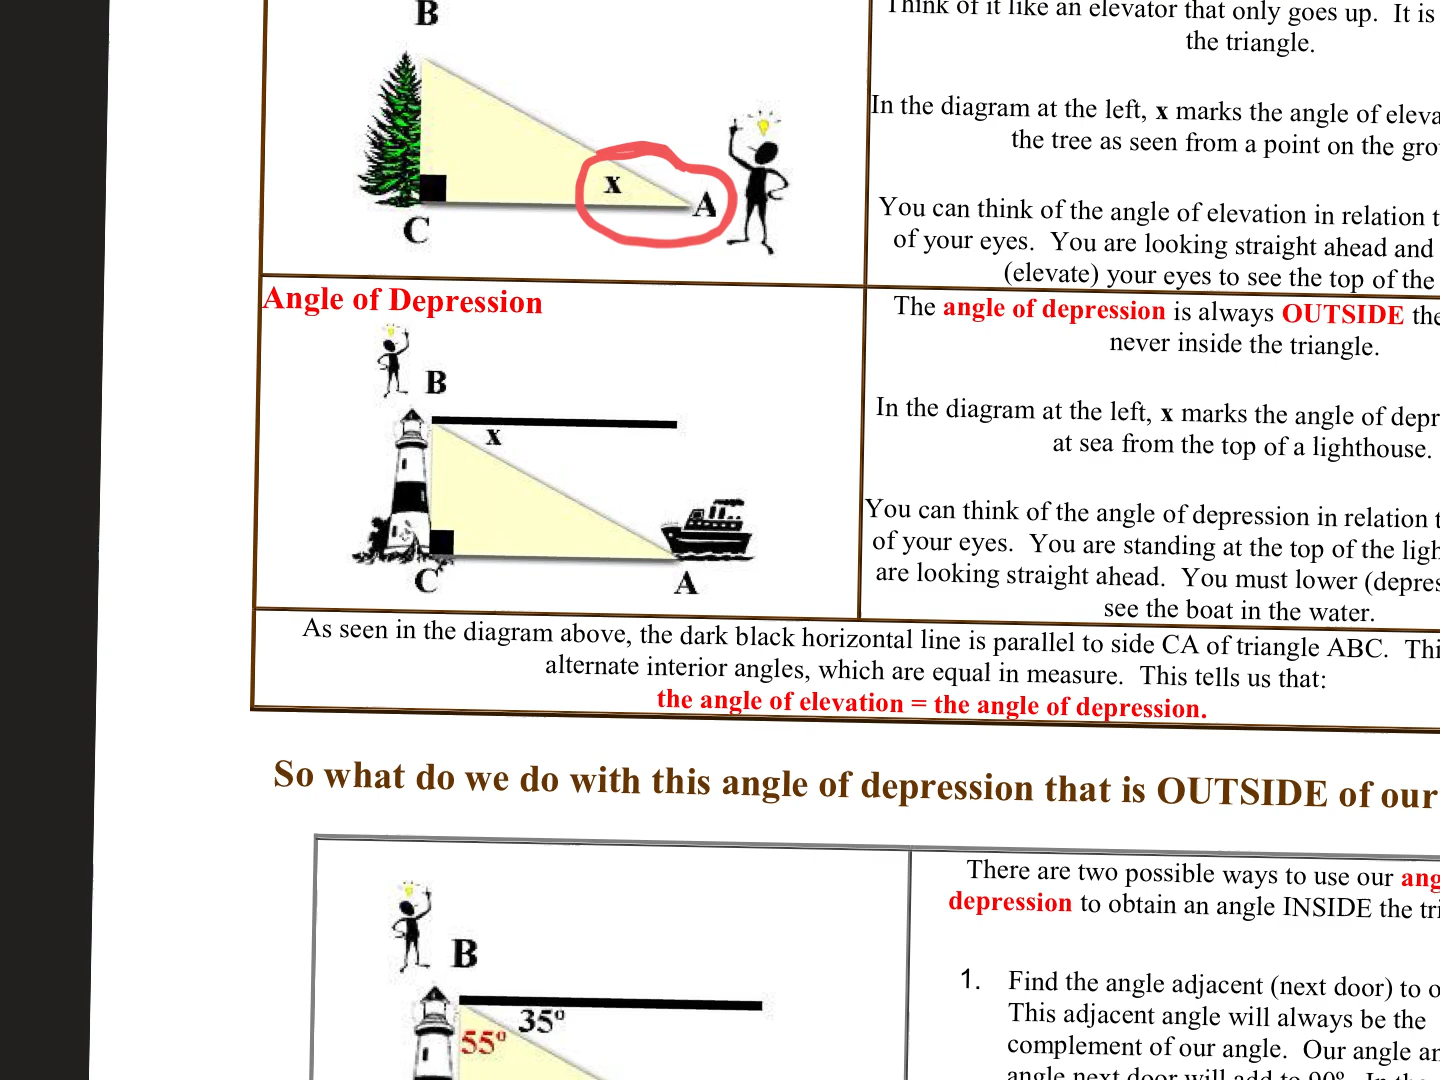 B
Think of it like an elevator that only goes up. It is
the triangle.
In the diagram at the left, x marks the angle of eleva
the tree as seen from a point on the gro
x
A
C
You can think of the angle of elevation in relation t
of your eyes. You are looking straight ahead and
(elevate) your eyes to see the top of the
Angle of Depression
B
x
C
A
The angle of depression is always OUTSIDE the
never inside the triangle.
In the diagram at the left, x marks the angle of depr
at sea from the top of a lighthouse.
You can think of the angle of depression in relation t
of your eyes. You are standing at the top of the ligh
are looking straight ahead. You must lower (depres
see the boat in the water.
As seen in the diagram above, the dark black horizontal line is parallel to side CA of triangle ABC. Thi
alternate interior angles, which are equal in measure. This tells us that:
the angle of elevation = the angle of depression.
So what do we do with this angle of depression that is OUTSIDE of our
B
35º
55º
There are two possible ways to use our ang
depression to obtain an angle INSIDE the tri
1. Find the angle adjacent (next door) to o
This adjacent angle will always be the
complement of our angle. Our angle an
angle next door will add to 90º. In the